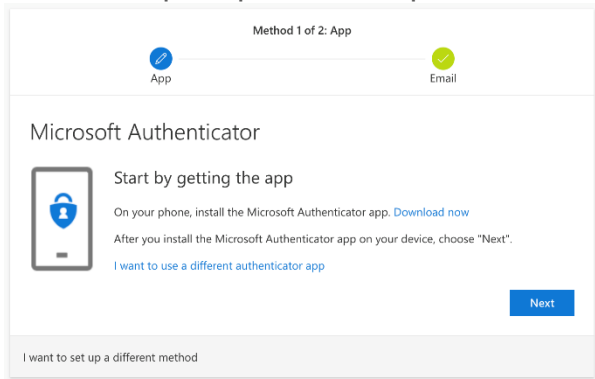 Method 1 of 2: App
App
Email
Microsoft Authenticator
Start by getting the app
On your phone, install the Microsoft Authenticator app. Download now
After you install the Microsoft Authenticator app on your device, choose "Next".
I want to use a different authenticator app
Next
I want to set up a different method